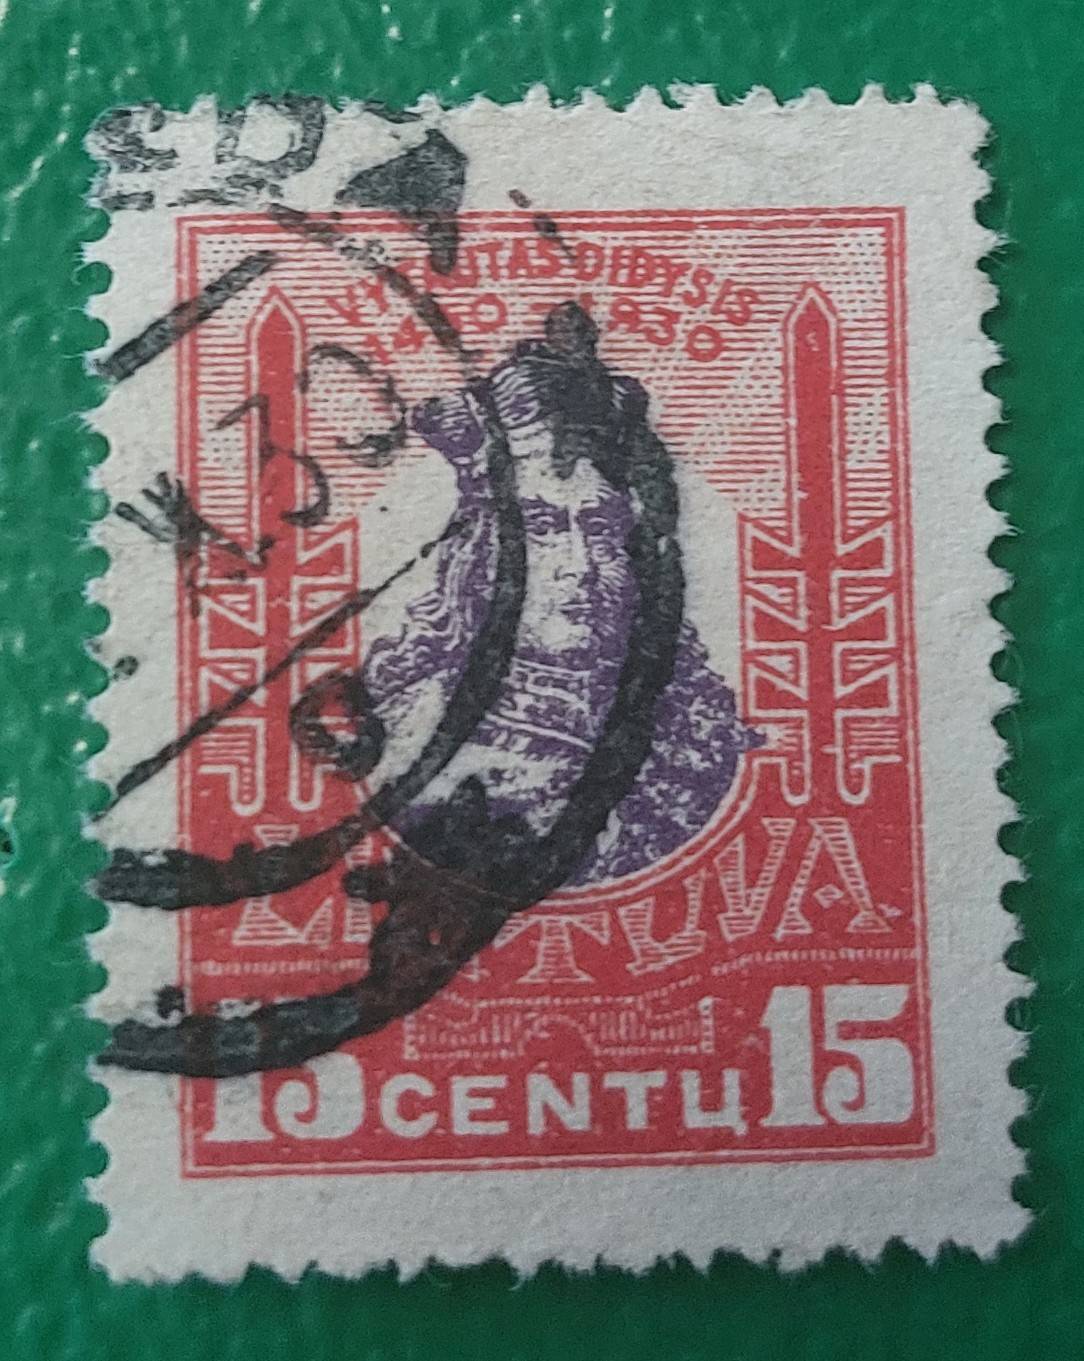 VYTAUTAS DIDYSIS
1430-1930
LIETUVA
15 CENTŲ 15